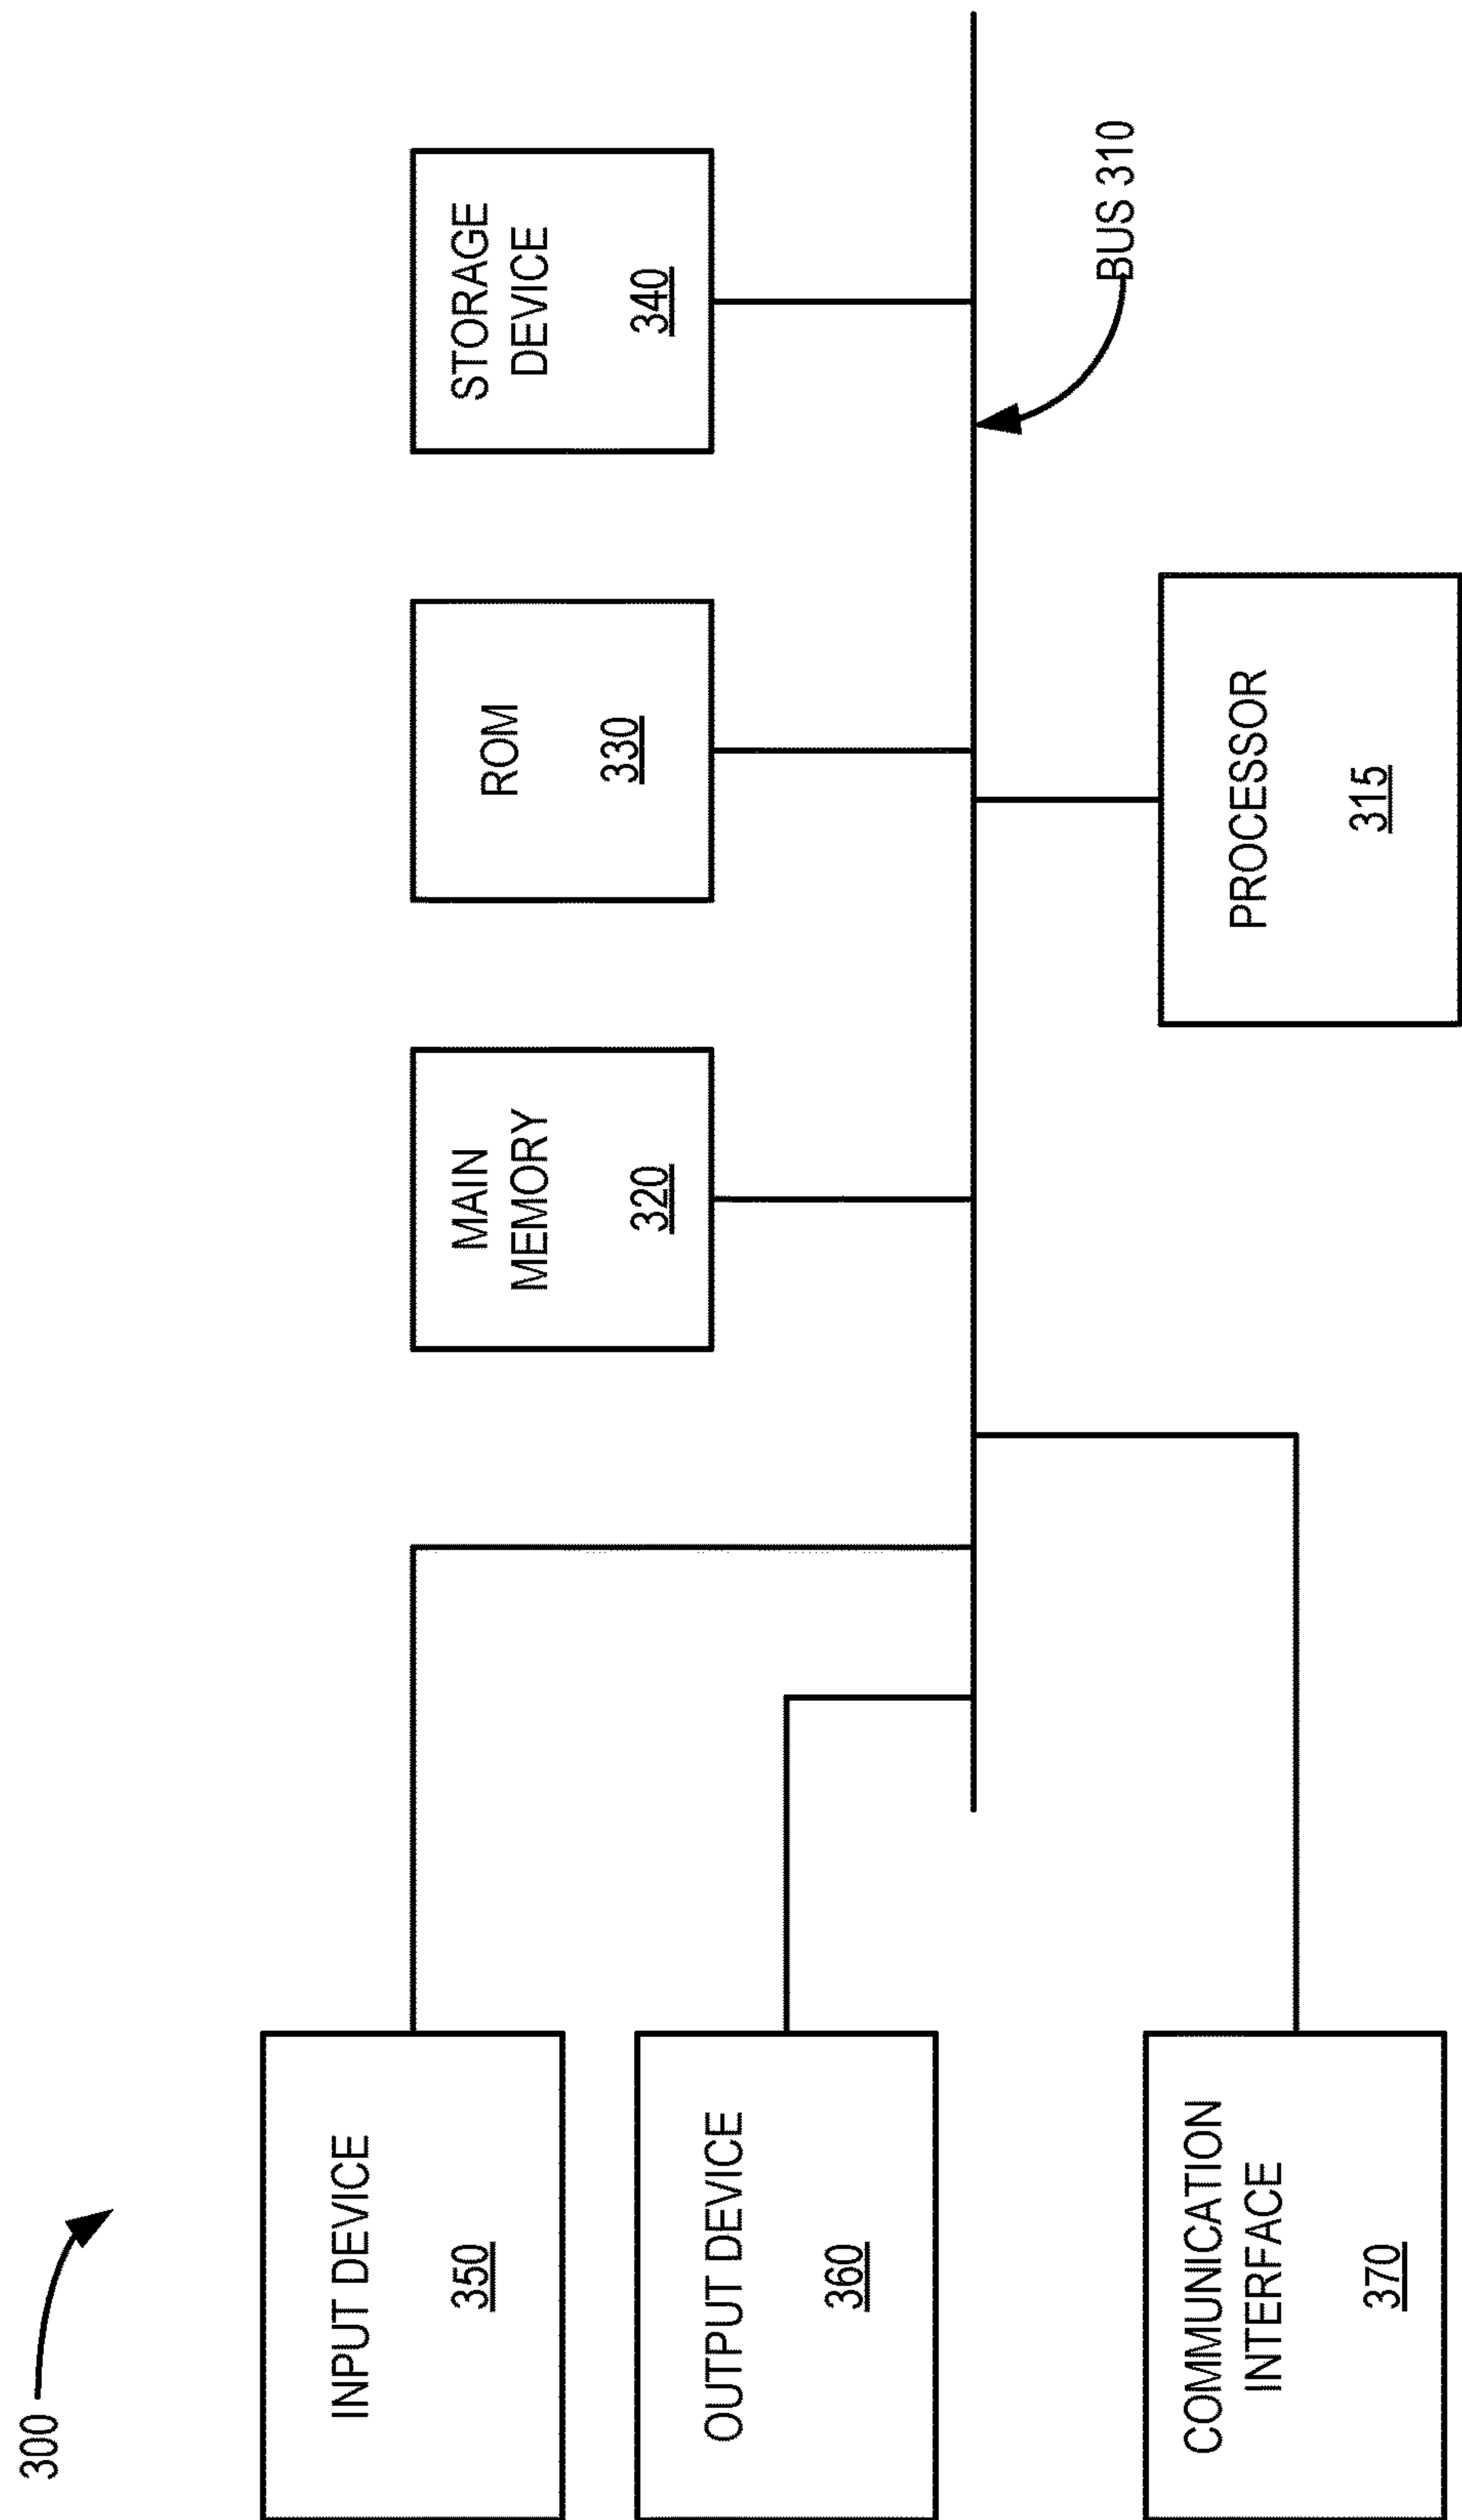 300
INPUT DEVICE
350
OUTPUT DEVICE
360
COMMUNICATION
INTERFACE
370
MAIN
MEMORY
320
ROM
330
STORAGE
DEVICE
340
PROCESSOR
315
BUS 310